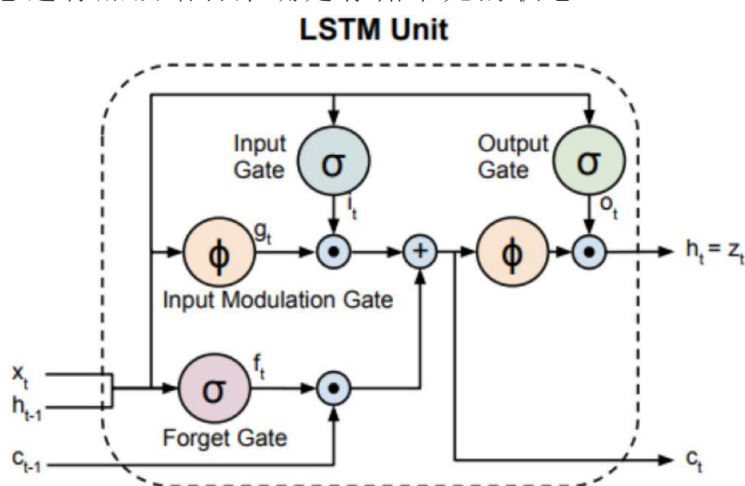 LSTM Unit
Input
Gate
σ
Output
Gate
σ
i_t
o_t
ϕ
g_t
+
ϕ
h_t = z_t
Input Modulation Gate
x_t
h_{t-1}
σ
f_t
Forget Gate
c_{t-1}
c_t